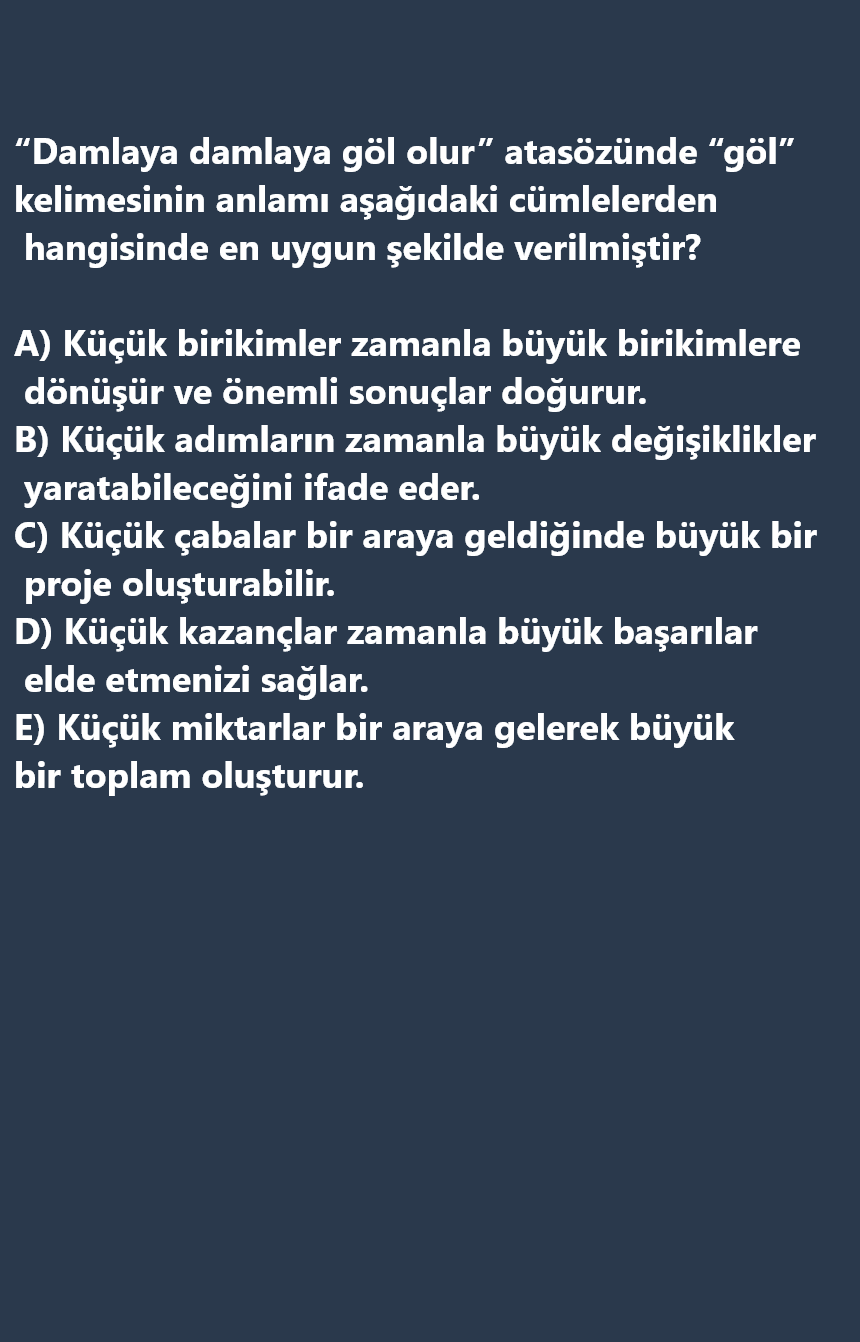 “Damlaya damlaya göl olur” atasözünde “göl”
kelimesinin anlamı aşağıdaki cümlelerden
hangisinde en uygun şekilde verilmiştir?
A) Küçük birikimler zamanla büyük birikimlere
dönüşür ve önemli sonuçlar doğurur.
B) Küçük adımların zamanla büyük değişiklikler
yaratabileceğini ifade eder.
C) Küçük çabalar bir araya geldiğinde büyük bir
proje oluşturabilir.
D) Küçük kazançlar zamanla büyük başarılar
elde etmenizi sağlar.
E) Küçük miktarlar bir araya gelerek büyük
bir toplam oluşturur.